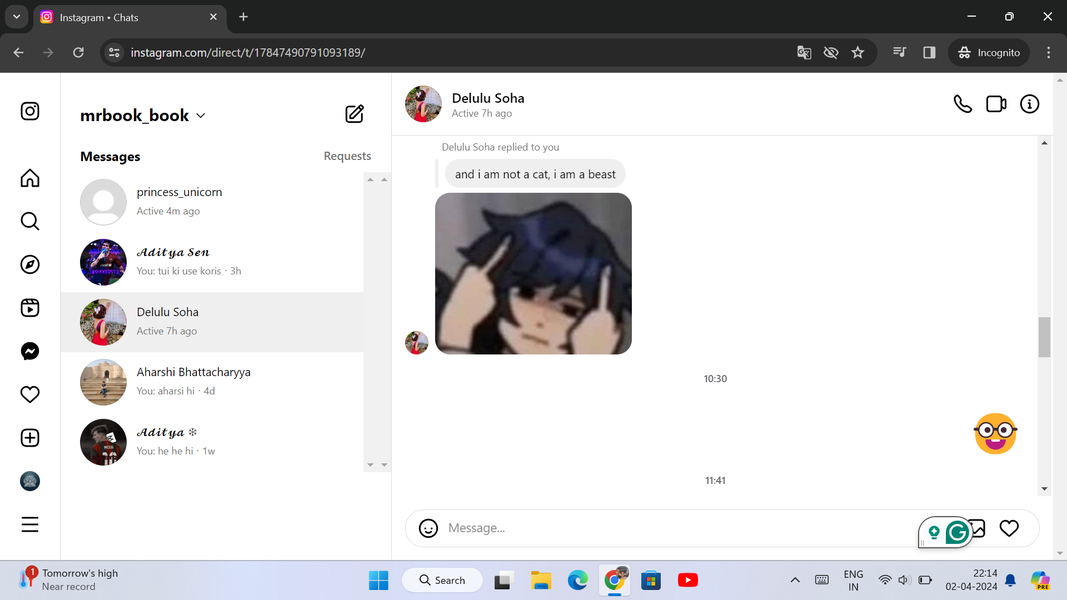 Instagram • Chats
instagram.com/direct/t/17847490791093189/
Incognito
mrbook_book
Messages
Requests
princess_unicorn
Active 4m ago
𝓐𝓭𝓲𝓽𝔂𝓪 𝓢𝓮𝓷
You: tui ki use koris · 3h
Delulu Soha
Active 7h ago
Aharshi Bhattacharyya
You: aharsi hi · 4d
𝓐𝓭𝓲𝓽𝔂𝓪 ❄
You: he he hi · 1w
Delulu Soha
Active 7h ago
Delulu Soha replied to you
and i am not a cat, i am a beast
10:30
11:41
Message...
1
Tomorrow's high
Near record
Search
ENG
IN
22:14
02-04-2024
PRE